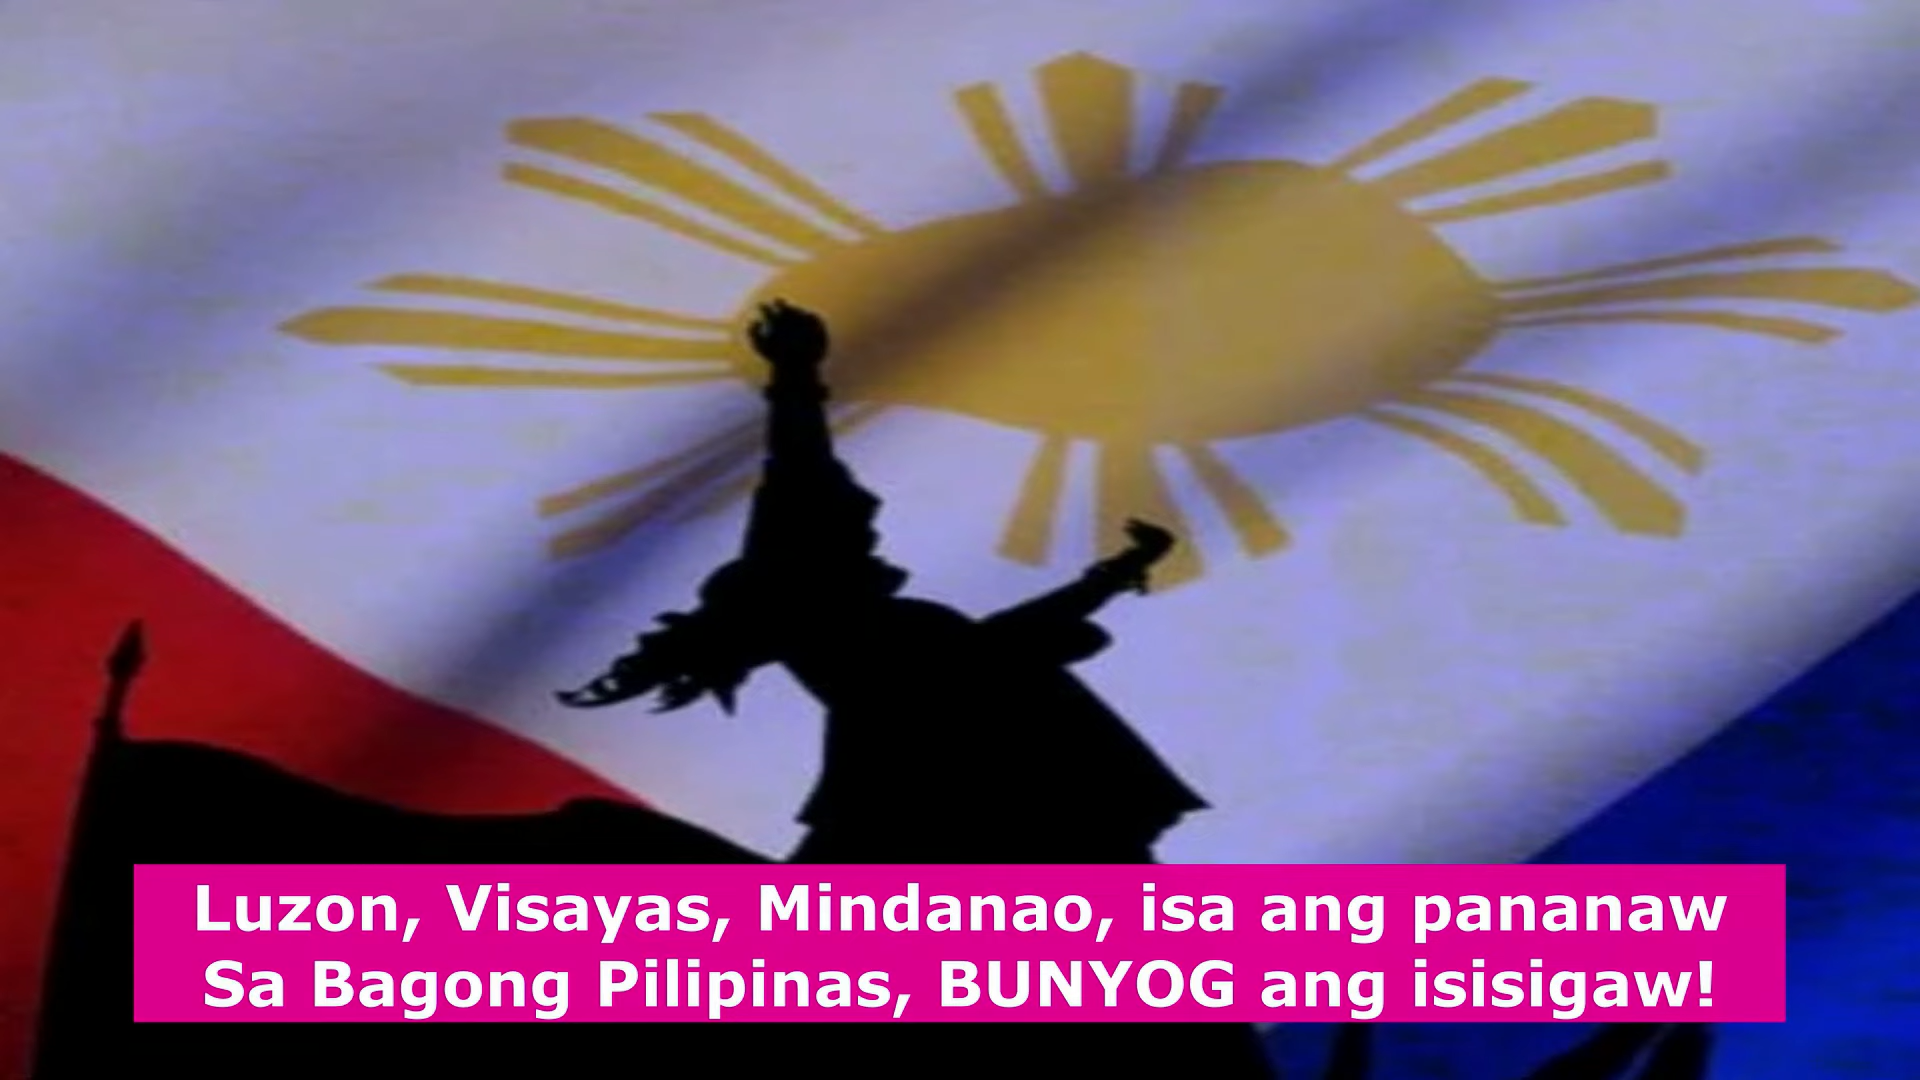 Luzon, Visayas, Mindanao, isa ang pananaw
Sa Bagong Pilipinas, BUNYOG ang isisigaw!